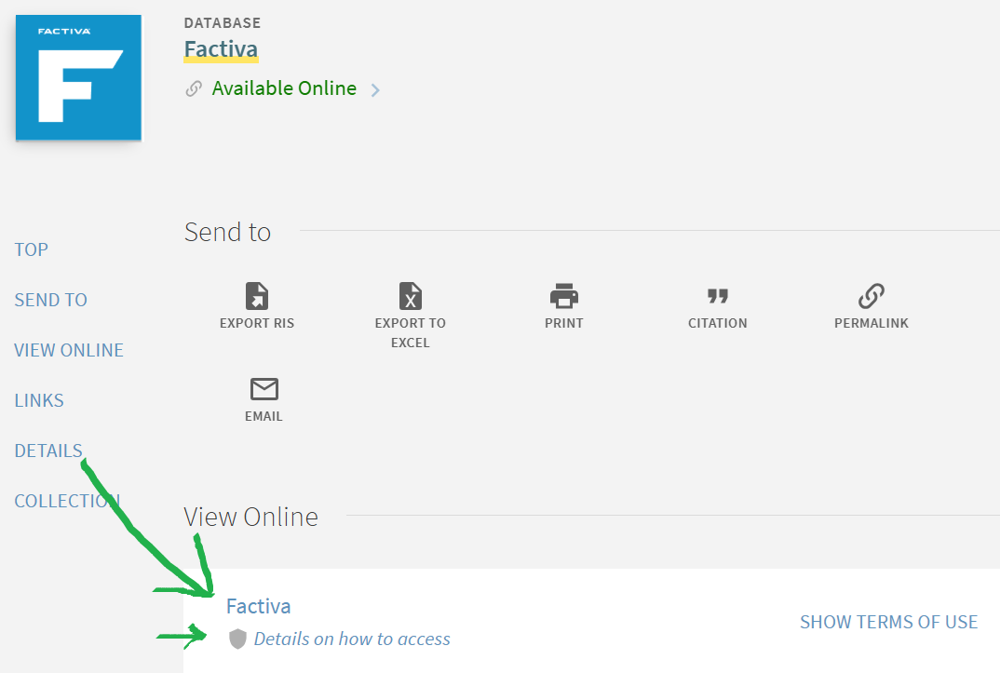 FACTIVA
DATABASE
Factiva
Available Online
Send to
TOP
SEND TO
VIEW ONLINE
LINKS
DETAILS
COLLECTION
EXPORT RIS
EXPORT TO
EXCEL
PRINT
CITATION
PERMALINK
EMAIL
View Online
Factiva
Details on how to access
SHOW TERMS OF USE